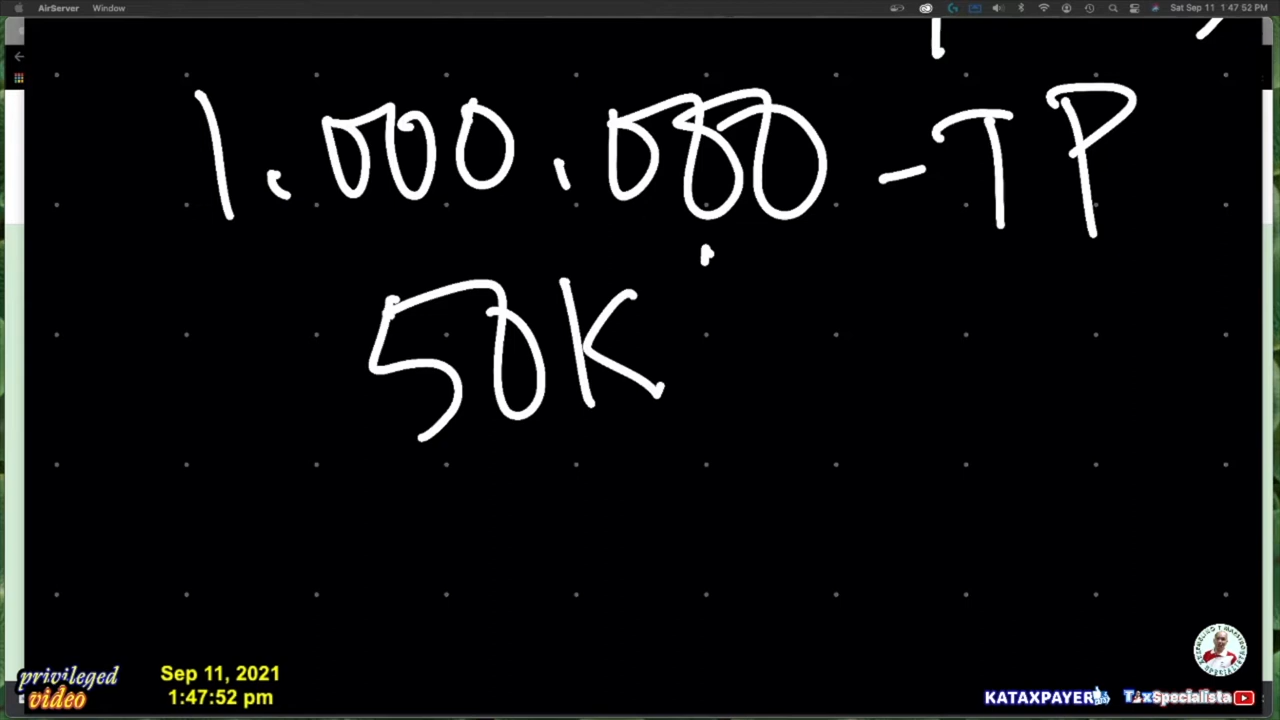 AirServer Window Sat Sep 11 1:47:52 PM
1.000.000 - TP
50K
privileged
video
Sep 11, 2021
1:47:52 pm
KATAXPAYER TaxSpecialista